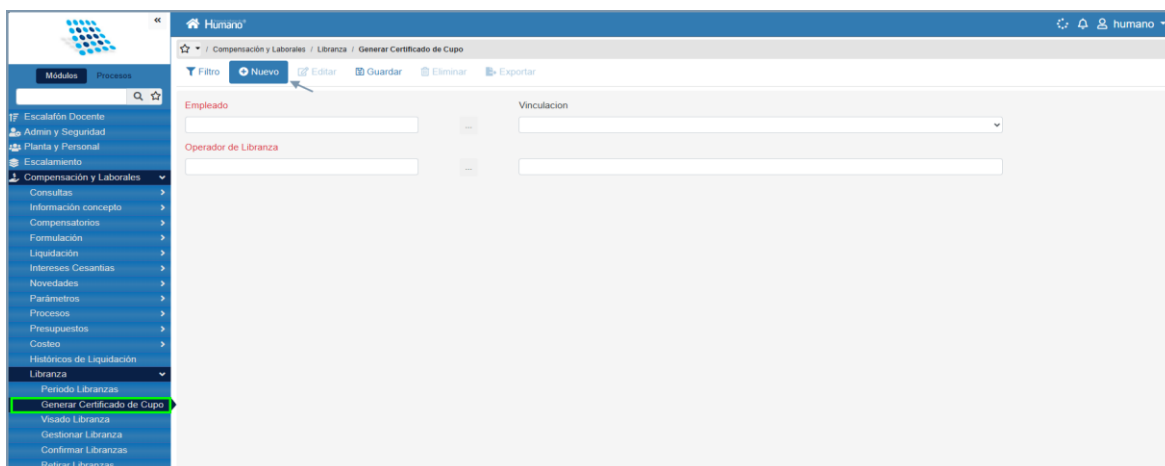 «
Humano
humano
/ Compensación y Laborales / Libranza / Generar Certificado de Cupo
Módulos Procesos
Filtro Nuevo Editar Guardar Eliminar Exportar
Empleado Vinculacion
...
Operador de Libranza
...
Escalafón Docente
Admin y Seguridad
Planta y Personal
Escalamiento
Compensación y Laborales
Consultas
Información concepto
Compensatorios
Formulación
Liquidación
Intereses Cesantias
Novedades
Parámetros
Procesos
Presupuestos
Costeo
Históricos de Liquidación
Libranza
Periodo Libranzas
Generar Certificado de Cupo
Visado Libranza
Gestionar Libranza
Confirmar Libranzas
Retirar Libranzas